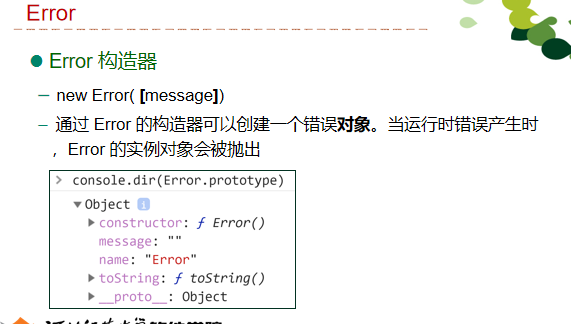 Error
Error 构造器
– new Error( [message])
– 通过 Error 的构造器可以创建一个错误对象。当运行时错误产生时
，Error 的实例对象会被抛出
> console.dir(Error.prototype)
▼Object i
▶constructor: ƒ Error()
message: ""
name: "Error"
▶toString: ƒ toString()
▶__proto__: Object